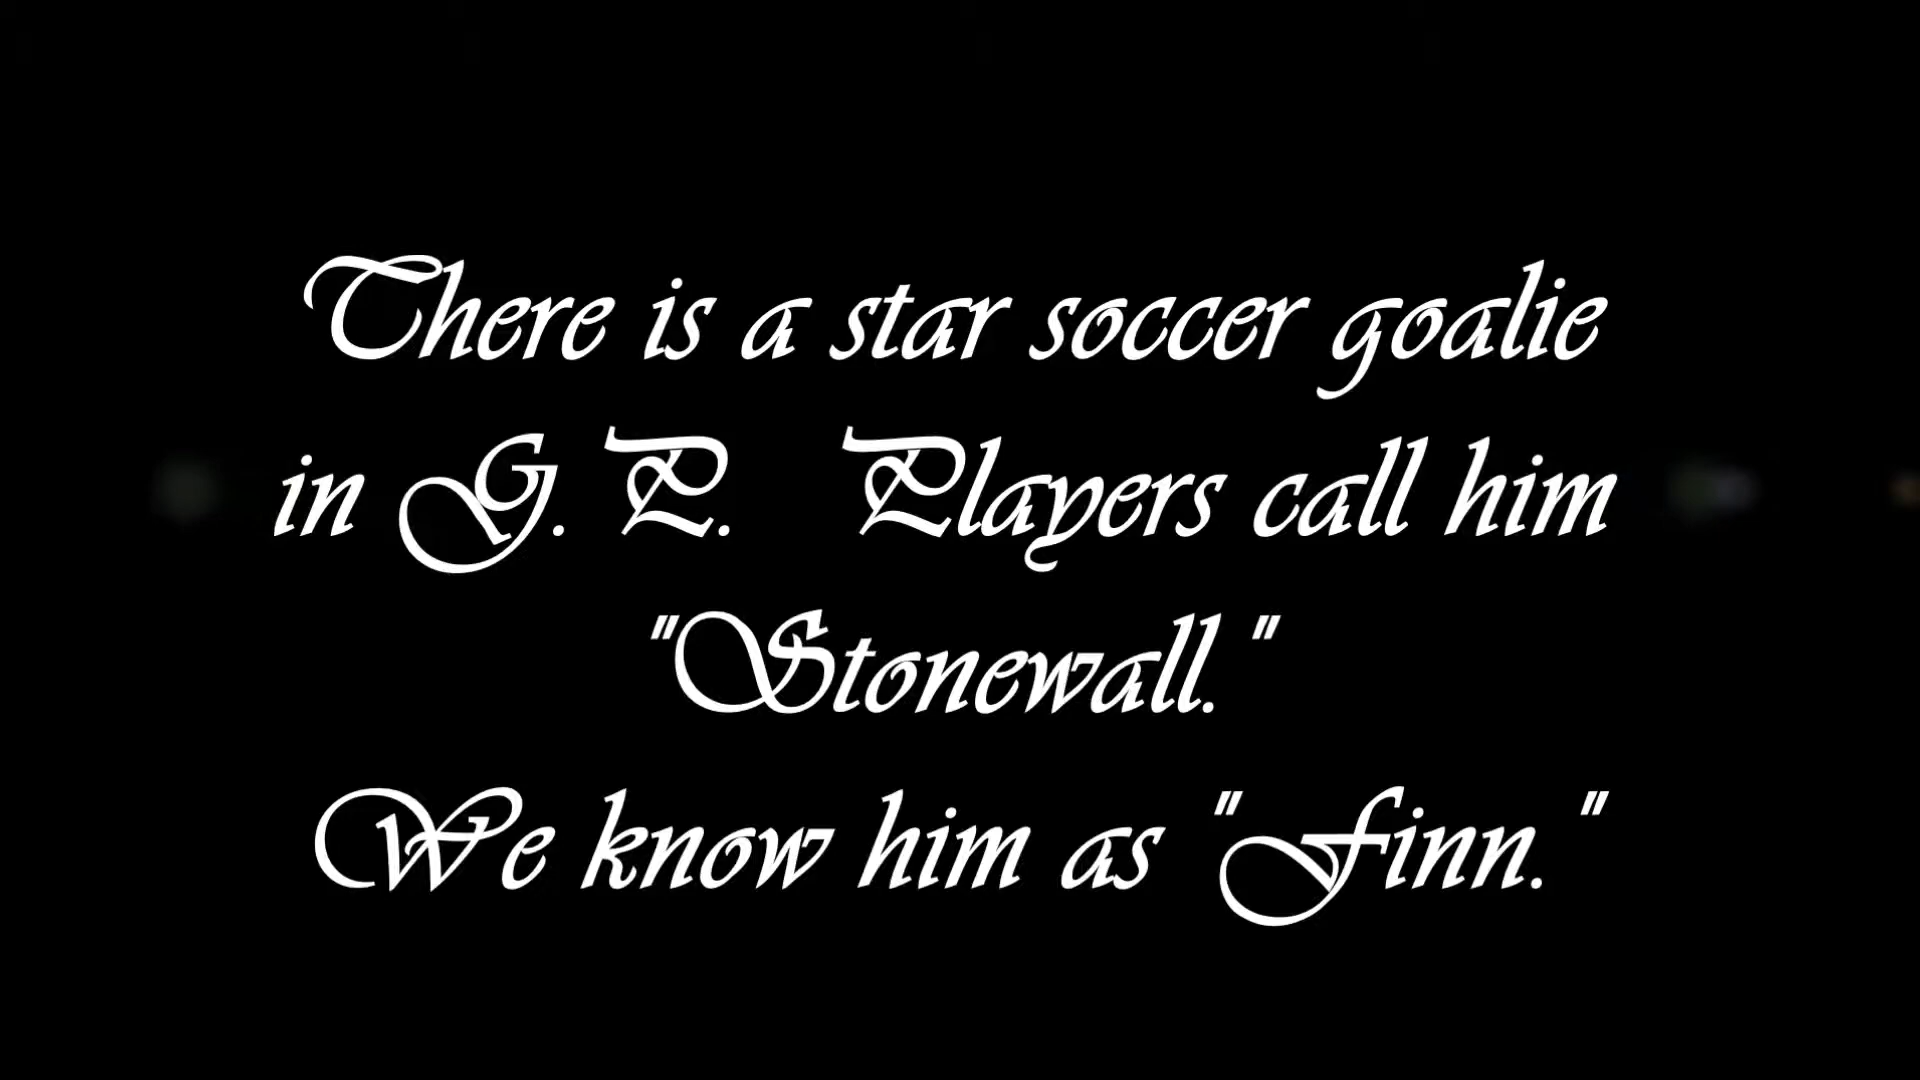 There is a star soccer goalie
in G. P. Players call him
"Stonewall."
We know him as "Finn."